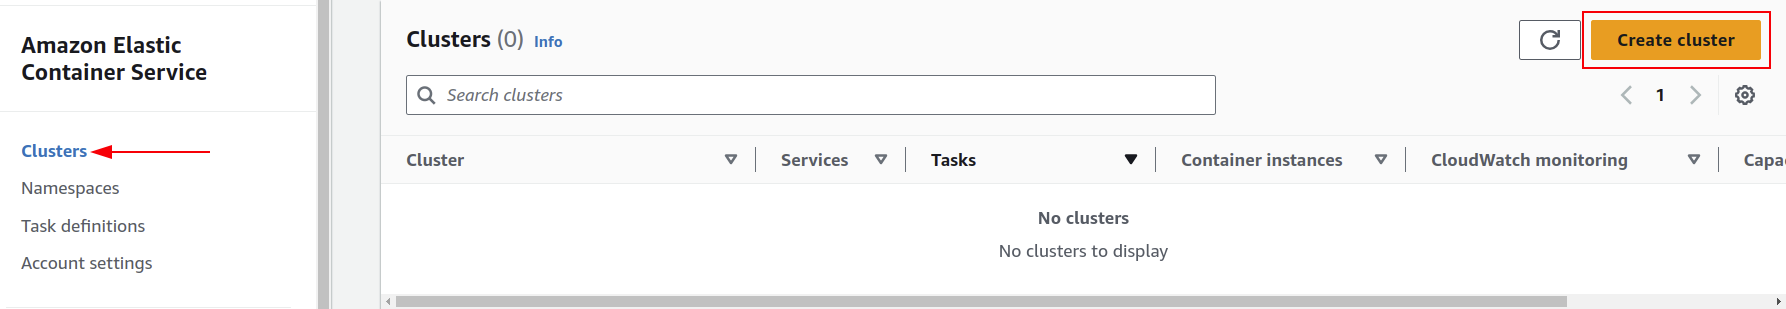 Amazon Elastic
Container Service
Clusters
Namespaces
Task definitions
Account settings
Clusters (0) Info
Create cluster
Search clusters
1
Cluster Services Tasks Container instances CloudWatch monitoring Capa
No clusters
No clusters to display